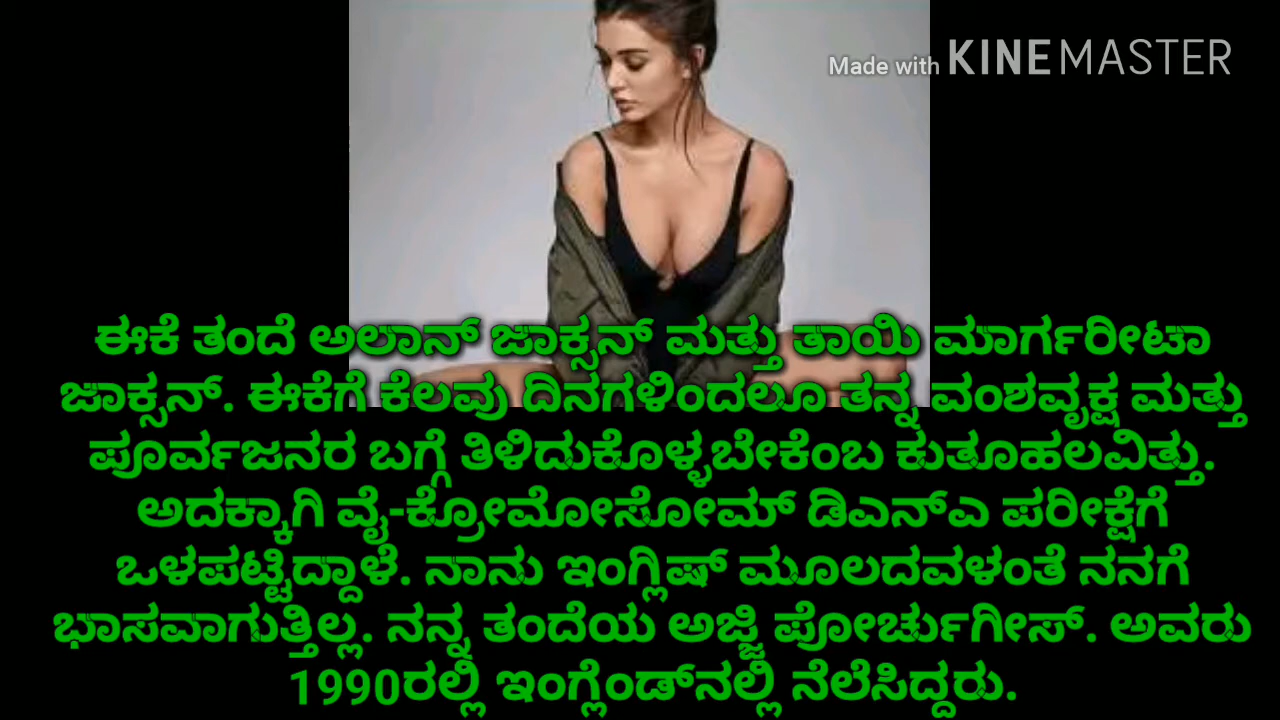 Made with KINEMASTER
ಈಕೆ ತಂದೆ ಅಲಾನ್ ಜಾಕ್ಸನ್ ಮತ್ತು ತಾಯಿ ಮಾರ್ಗರೀಟಾ
ಜಾಕ್ಸನ್. ಈಕೆಗೆ ಕೆಲವು ದಿನಗಳಿಂದಲೂ ತನ್ನ ವಂಶವೃಕ್ಷ ಮತ್ತು
ಪೂರ್ವಜನರ ಬಗ್ಗೆ ತಿಳಿದುಕೊಳ್ಳಬೇಕೆಂಬ ಕುತೂಹಲವಿತ್ತು.
ಅದಕ್ಕಾಗಿ ವೈ-ಕ್ರೋಮೋಸೋಮ್ ಡಿಎನ್ಎ ಪರೀಕ್ಷೆಗೆ
ಒಳಪಟ್ಟಿದ್ದಾಳೆ. ನಾನು ಇಂಗ್ಲಿಷ್ ಮೂಲದವಳಂತೆ ನನಗೆ
ಭಾಸವಾಗುತ್ತಿಲ್ಲ. ನನ್ನ ತಂದೆಯ ಅಜ್ಜಿ ಪೋರ್ಚುಗೀಸ್. ಅವರು
1990ರಲ್ಲಿ ಇಂಗ್ಲೆಂಡ್‌ನಲ್ಲಿ ನೆಲೆಸಿದ್ದರು.